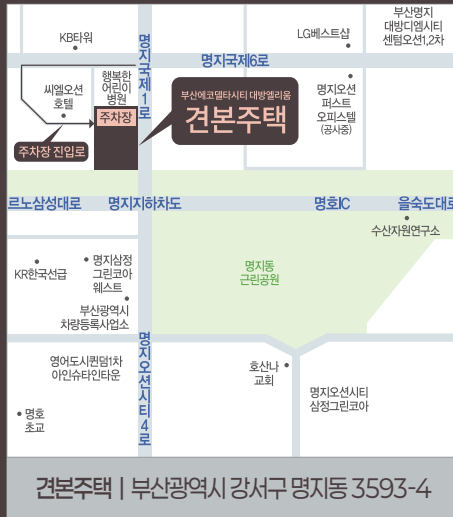 부산명지
대방디엠시티
센텀오션1,2차
KB타워
LG베스트샵
명지국제6로
명지국제1로
행복한
어린이
병원
씨엘오션
호텔
주차장
주차장 진입로
부산에코델타시티 대방엘리움
견본주택
명지오션
퍼스트
오피스텔
(공사중)
르노삼성대로
명지지하차도
명호IC
을숙도대로
수산자원연구소
KR한국선급
명지삼정
그린코아
웨스트
부산광역시
차량등록사업소
명지동
근린공원
명지오션시티4로
영어도시퀸덤1차
아인슈타인타운
호산나
교회
명지오션시티
삼정그린코아
명호
초교
견본주택 | 부산광역시 강서구 명지동 3593-4